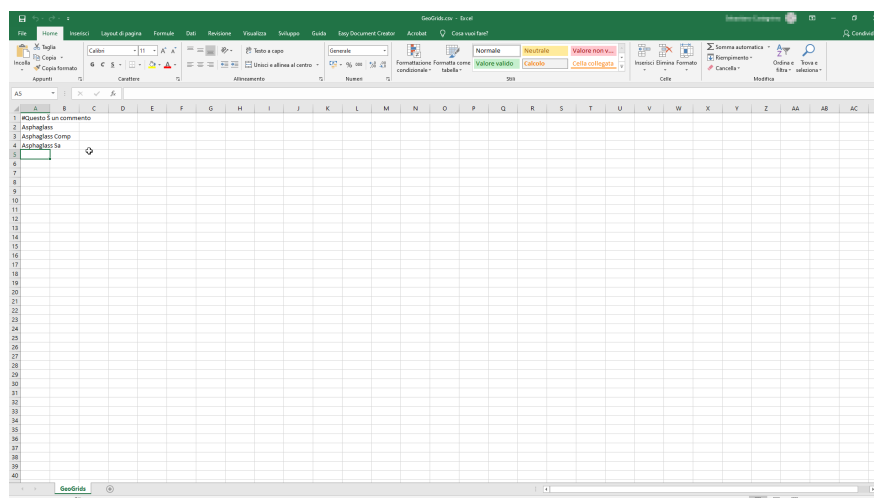 GeoGrids.csv - Excel
File Home Inserisci Layout di pagina Formule Dati Revisione Visualizza Sviluppo Guida Easy Document Creator Acrobat Cosa vuoi fare? Condividi
Incolla Taglia Copia Copia formato
Appunti
Calibri 11
G C S
Carattere
Testo a capo
Unisci e allinea al centro
Allineamento
Generale
% 000
Numeri
Formattazione condizionale Formatta come tabella
Normale Neutrale Valore non v...
Valore valido Calcolo Cella collegata
Stili
Inserisci Elimina Formato
Celle
Somma automatica
Riempimento
Cancella
Ordina e filtra Trova e seleziona
Modifica
A5 fx
A B C D E F G H I J K L M N O P Q R S T U V W X Y Z AA AB AC
1 #Questo Š un commento
2 Asphaglass
3 Asphaglass Comp
4 Asphaglass Sa
5
6
7
8
9
10
11
12
13
14
15
16
17
18
19
20
21
22
23
24
25
26
27
28
29
30
31
32
33
34
35
36
37
38
39
40
GeoGrids